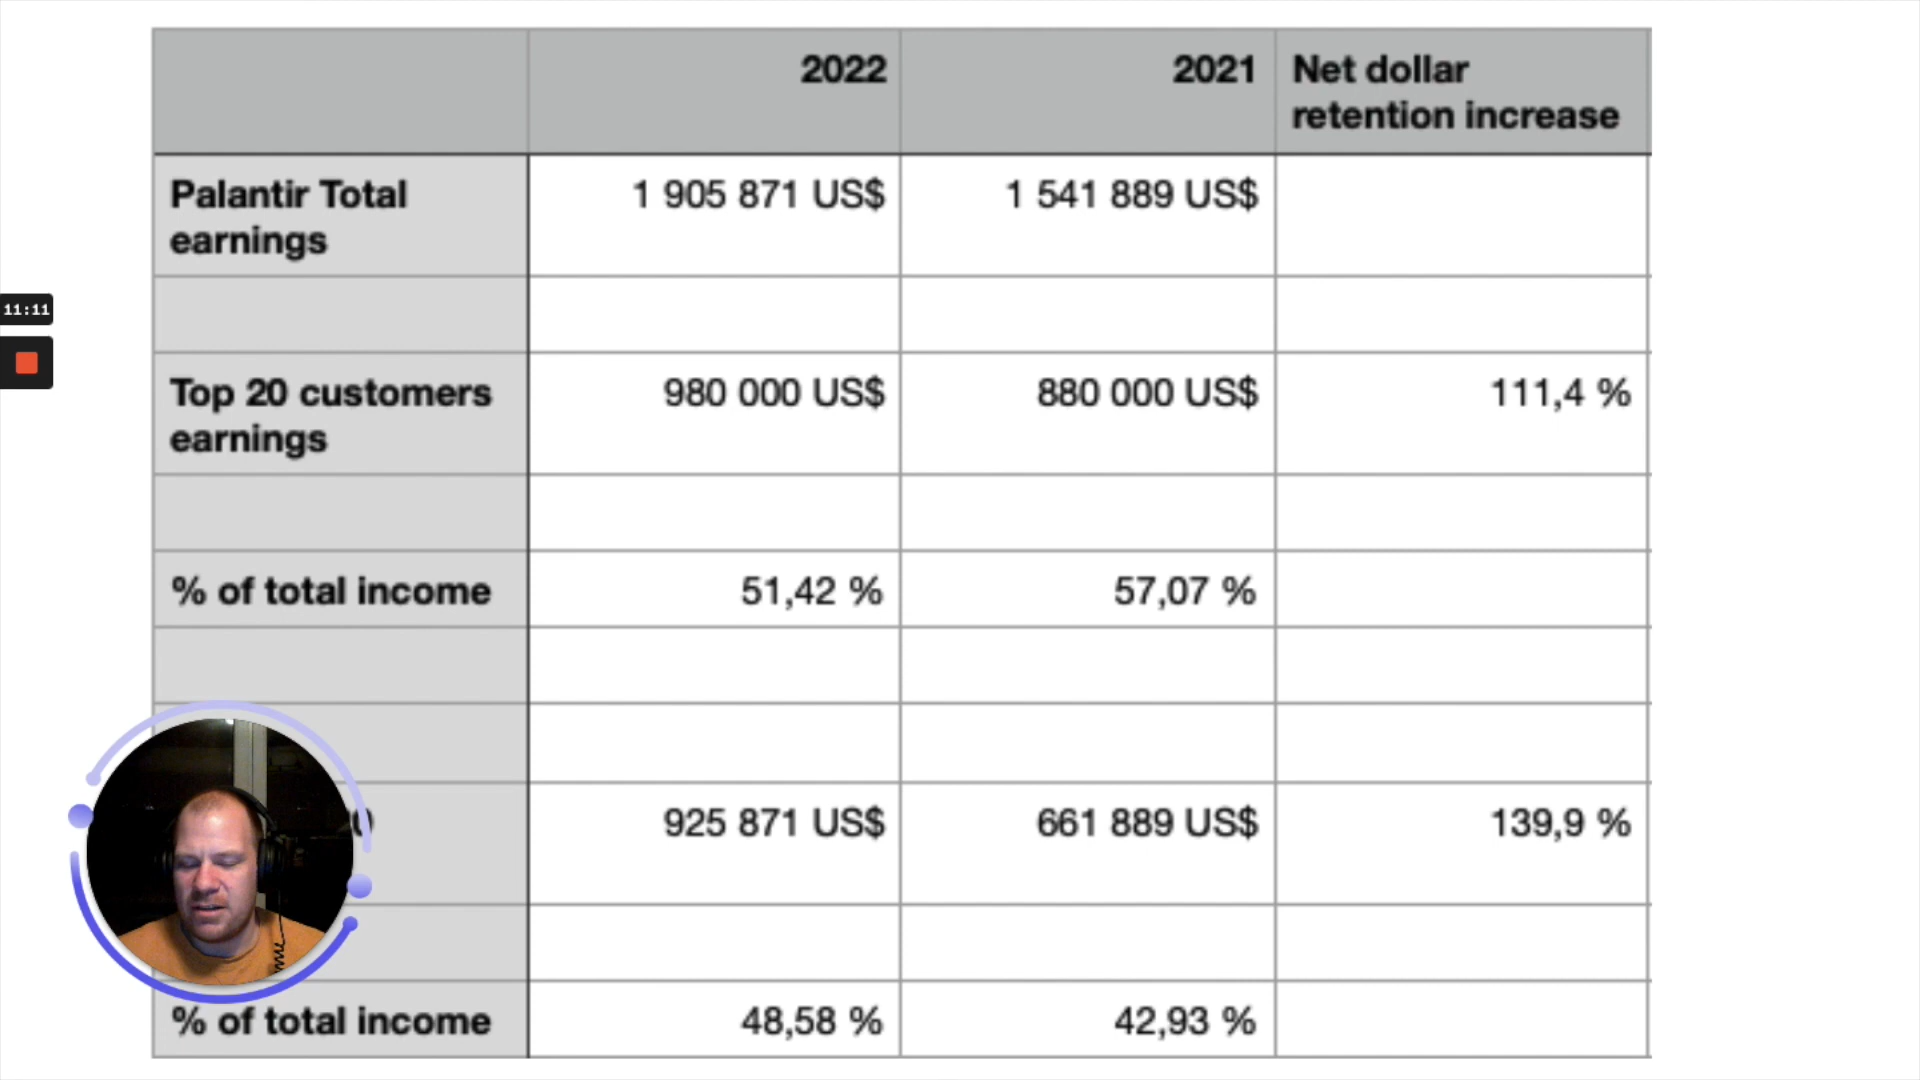 2022
2021
Net dollar
retention increase
Palantir Total
earnings
1 905 871 US$
1 541 889 US$
11:11
Top 20 customers
earnings
980 000 US$
880 000 US$
111,4 %
% of total income
51,42 %
57,07 %
925 871 US$
661 889 US$
139,9 %
% of total income
48,58 %
42,93 %